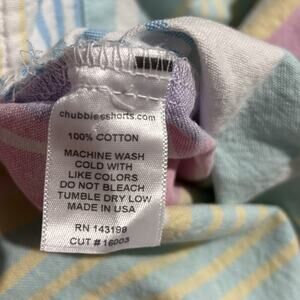 chubbiesshorts.com
100% COTTON
MACHINE WASH
COLD WITH
LIKE COLORS
DO NOT BLEACH
TUMBLE DRY LOW
MADE IN USA
RN 143199
CUT # 16003